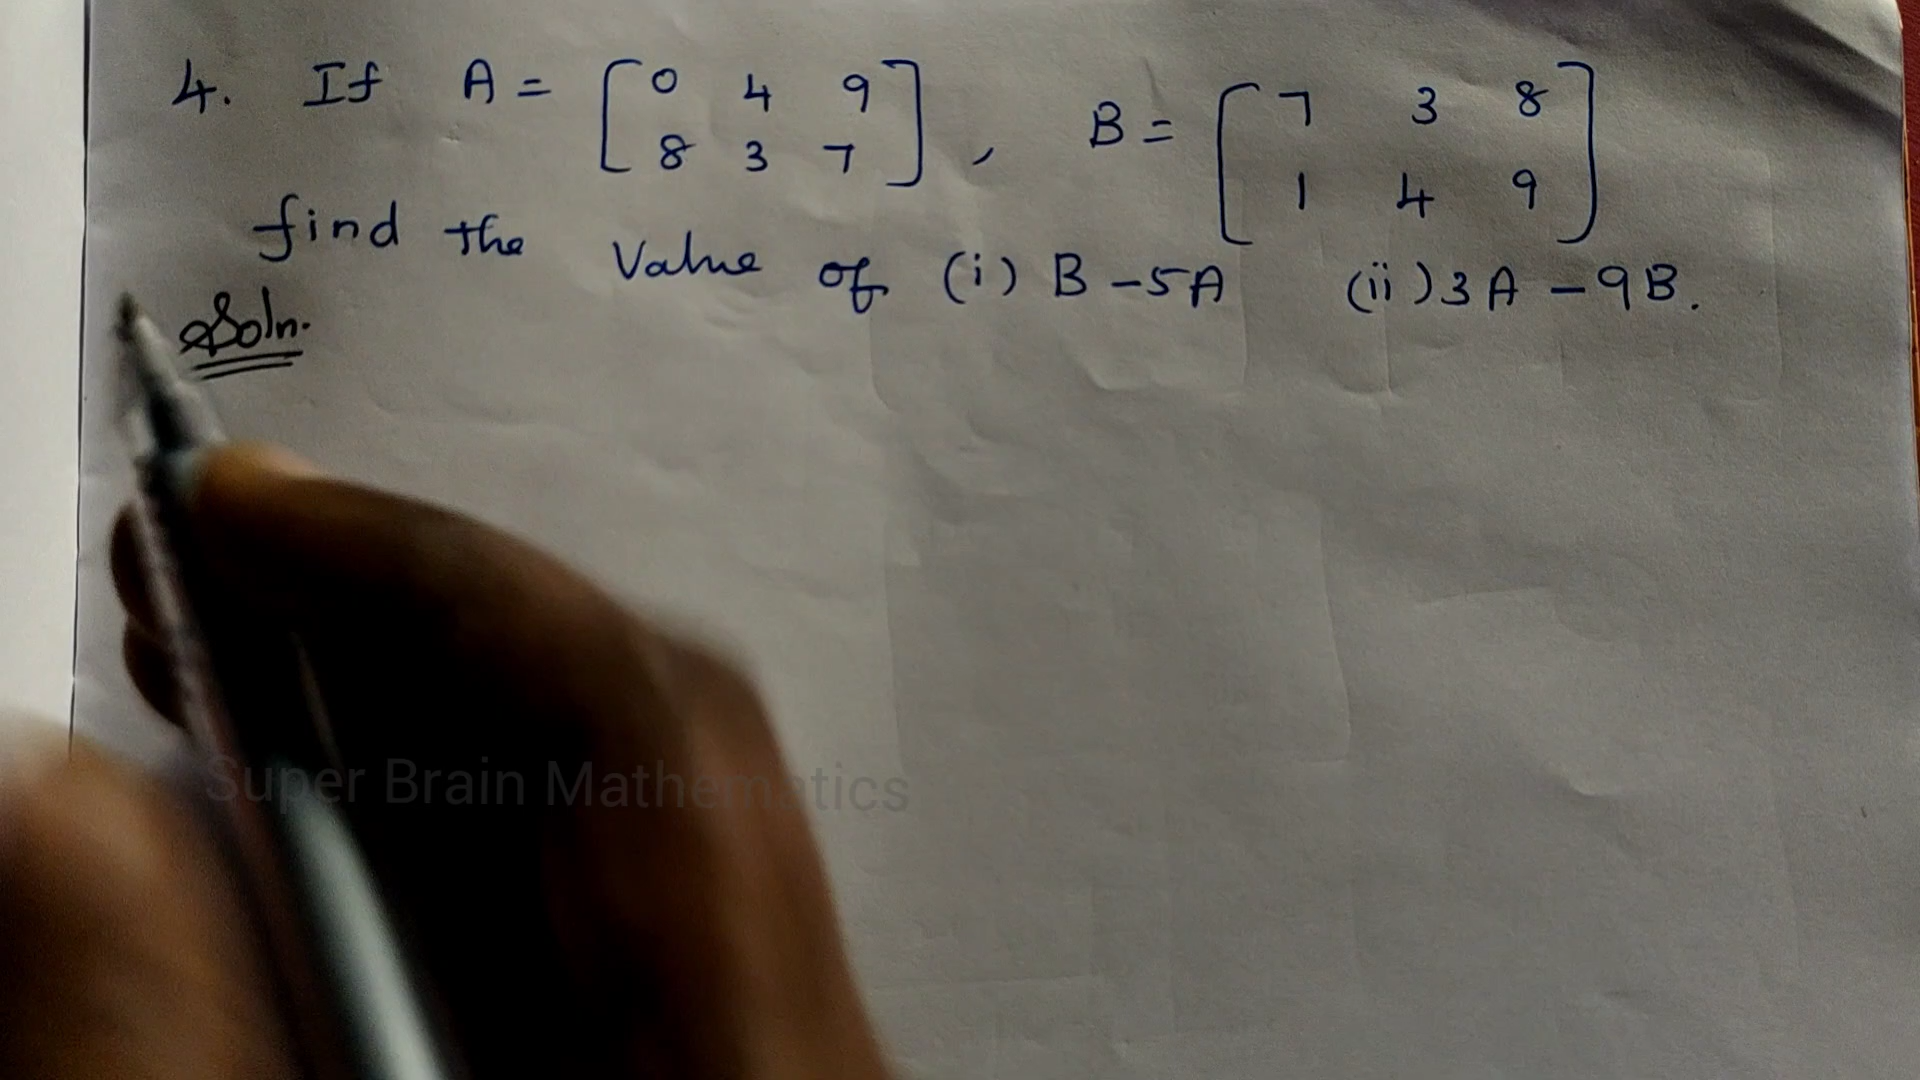 4. If A = [ 0 4 9
8 3 7 ] , B = [ 7 3 8
1 4 9 ]
find the Value of (i) B - 5A (ii) 3A - 9B.
Soln.
Super Brain Mathematics